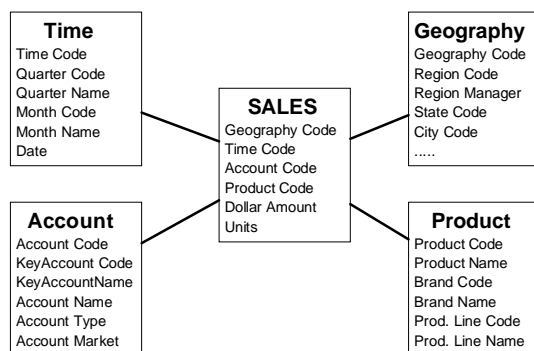 Time
Time Code
Quarter Code
Quarter Name
Month Code
Month Name
Date
Geography
Geography Code
Region Code
Region Manager
State Code
City Code
.....
SALES
Geography Code
Time Code
Account Code
Product Code
Dollar Amount
Units
Account
Account Code
KeyAccount Code
KeyAccountName
Account Name
Account Type
Account Market
Product
Product Code
Product Name
Brand Code
Brand Name
Prod. Line Code
Prod. Line Name